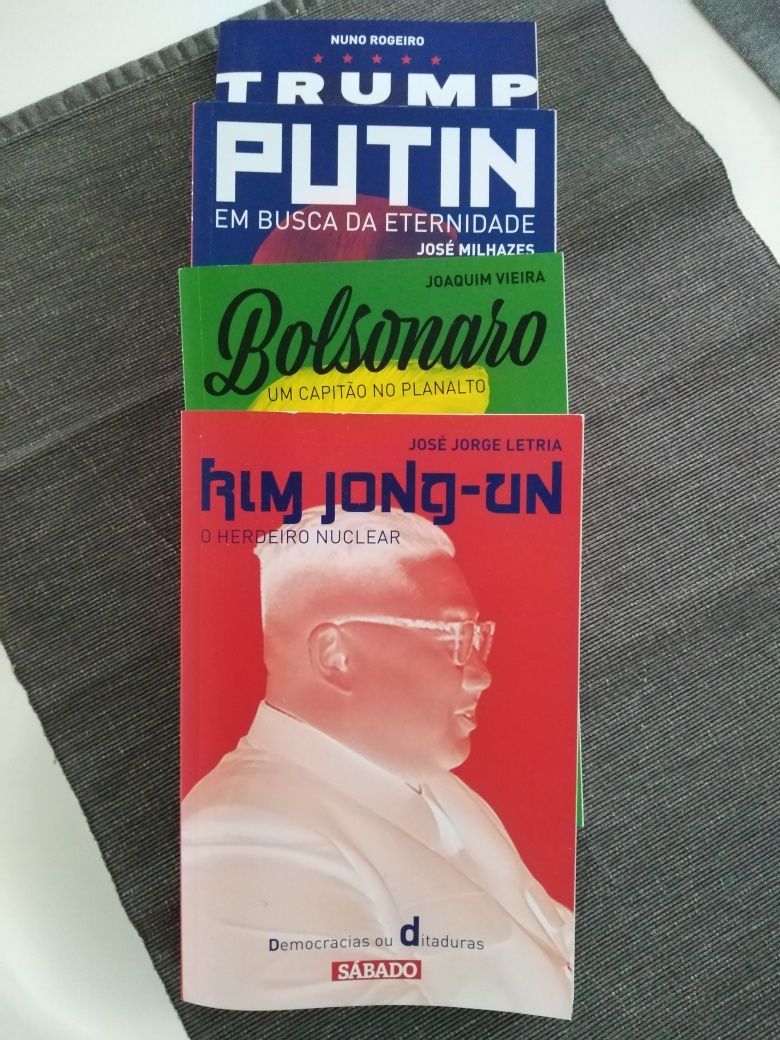 NUNO ROGEIRO
TRUMP
PUTIN
EM BUSCA DA ETERNIDADE
JOSÉ MILHAZES
JOAQUIM VIEIRA
Bolsonaro
UM CAPITÃO NO PLANALTO
JOSÉ JORGE LETRIA
KIM JONG-UN
O HERDEIRO NUCLEAR
Democracias ou ditaduras
SÁBADO